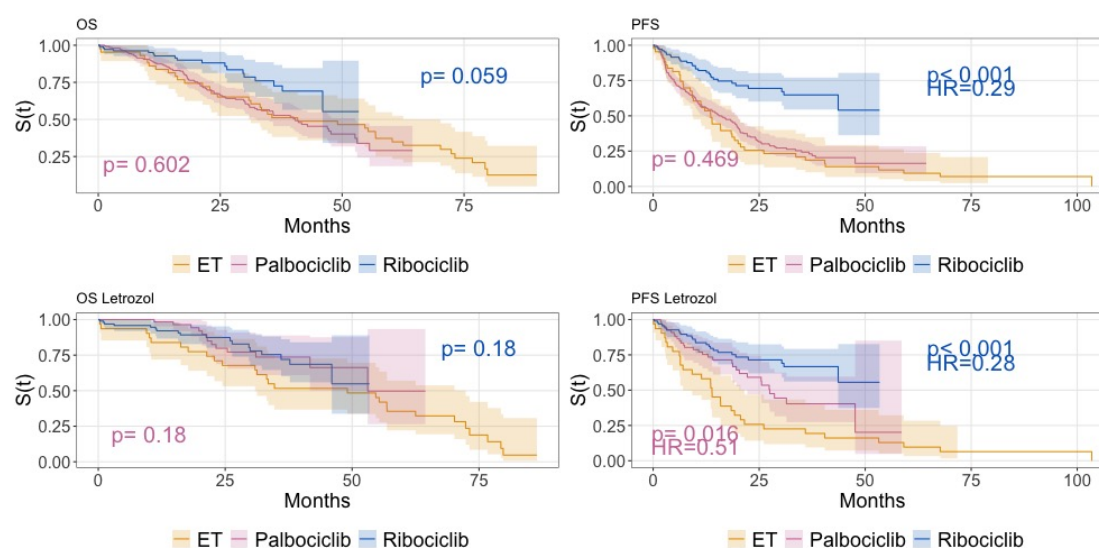 OS
1.00
0.75
0.50
0.25
S(t)
p= 0.059
p= 0.602
0 25 50 75
Months
ET Palbociclib Ribociclib
PFS
1.00
0.75
0.50
0.25
0.00
S(t)
p< 0.001
HR=0.29
p= 0.469
0 25 50 75 100
Months
ET Palbociclib Ribociclib
OS Letrozol
1.00
0.75
0.50
0.25
0.00
S(t)
p= 0.18
p= 0.18
0 25 50 75
Months
ET Palbociclib Ribociclib
PFS Letrozol
1.00
0.75
0.50
0.25
0.00
S(t)
p< 0.001
HR=0.28
p= 0.016
HR=0.51
0 25 50 75 100
Months
ET Palbociclib Ribociclib